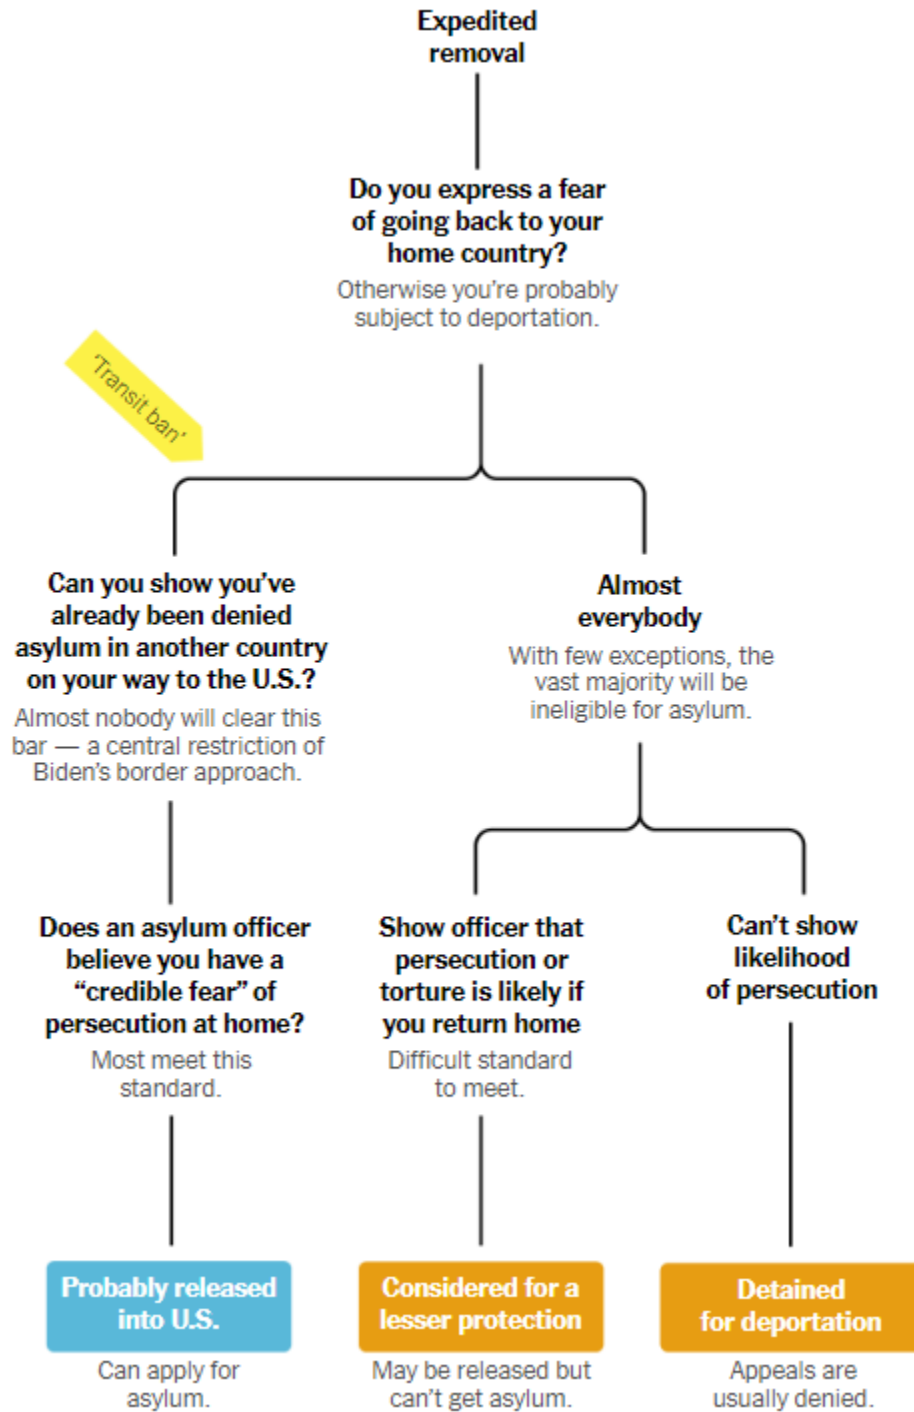 Expedited
removal
Do you express a fear
of going back to your
home country?
Otherwise you're probably
subject to deportation.
'Transit ban'
Can you show you've
already been denied
asylum in another country
on your way to the U.S.?
Almost nobody will clear this
bar — a central restriction of
Biden's border approach.
Almost
everybody
With few exceptions, the
vast majority will be
ineligible for asylum.
Does an asylum officer
believe you have a
“credible fear” of
persecution at home?
Most meet this
standard.
Show officer that
persecution or
torture is likely if
you return home
Difficult standard
to meet.
Can't show
likelihood
of persecution
Probably released
into U.S.
Can apply for
asylum.
Considered for a
lesser protection
May be released but
can't get asylum.
Detained
for deportation
Appeals are
usually denied.